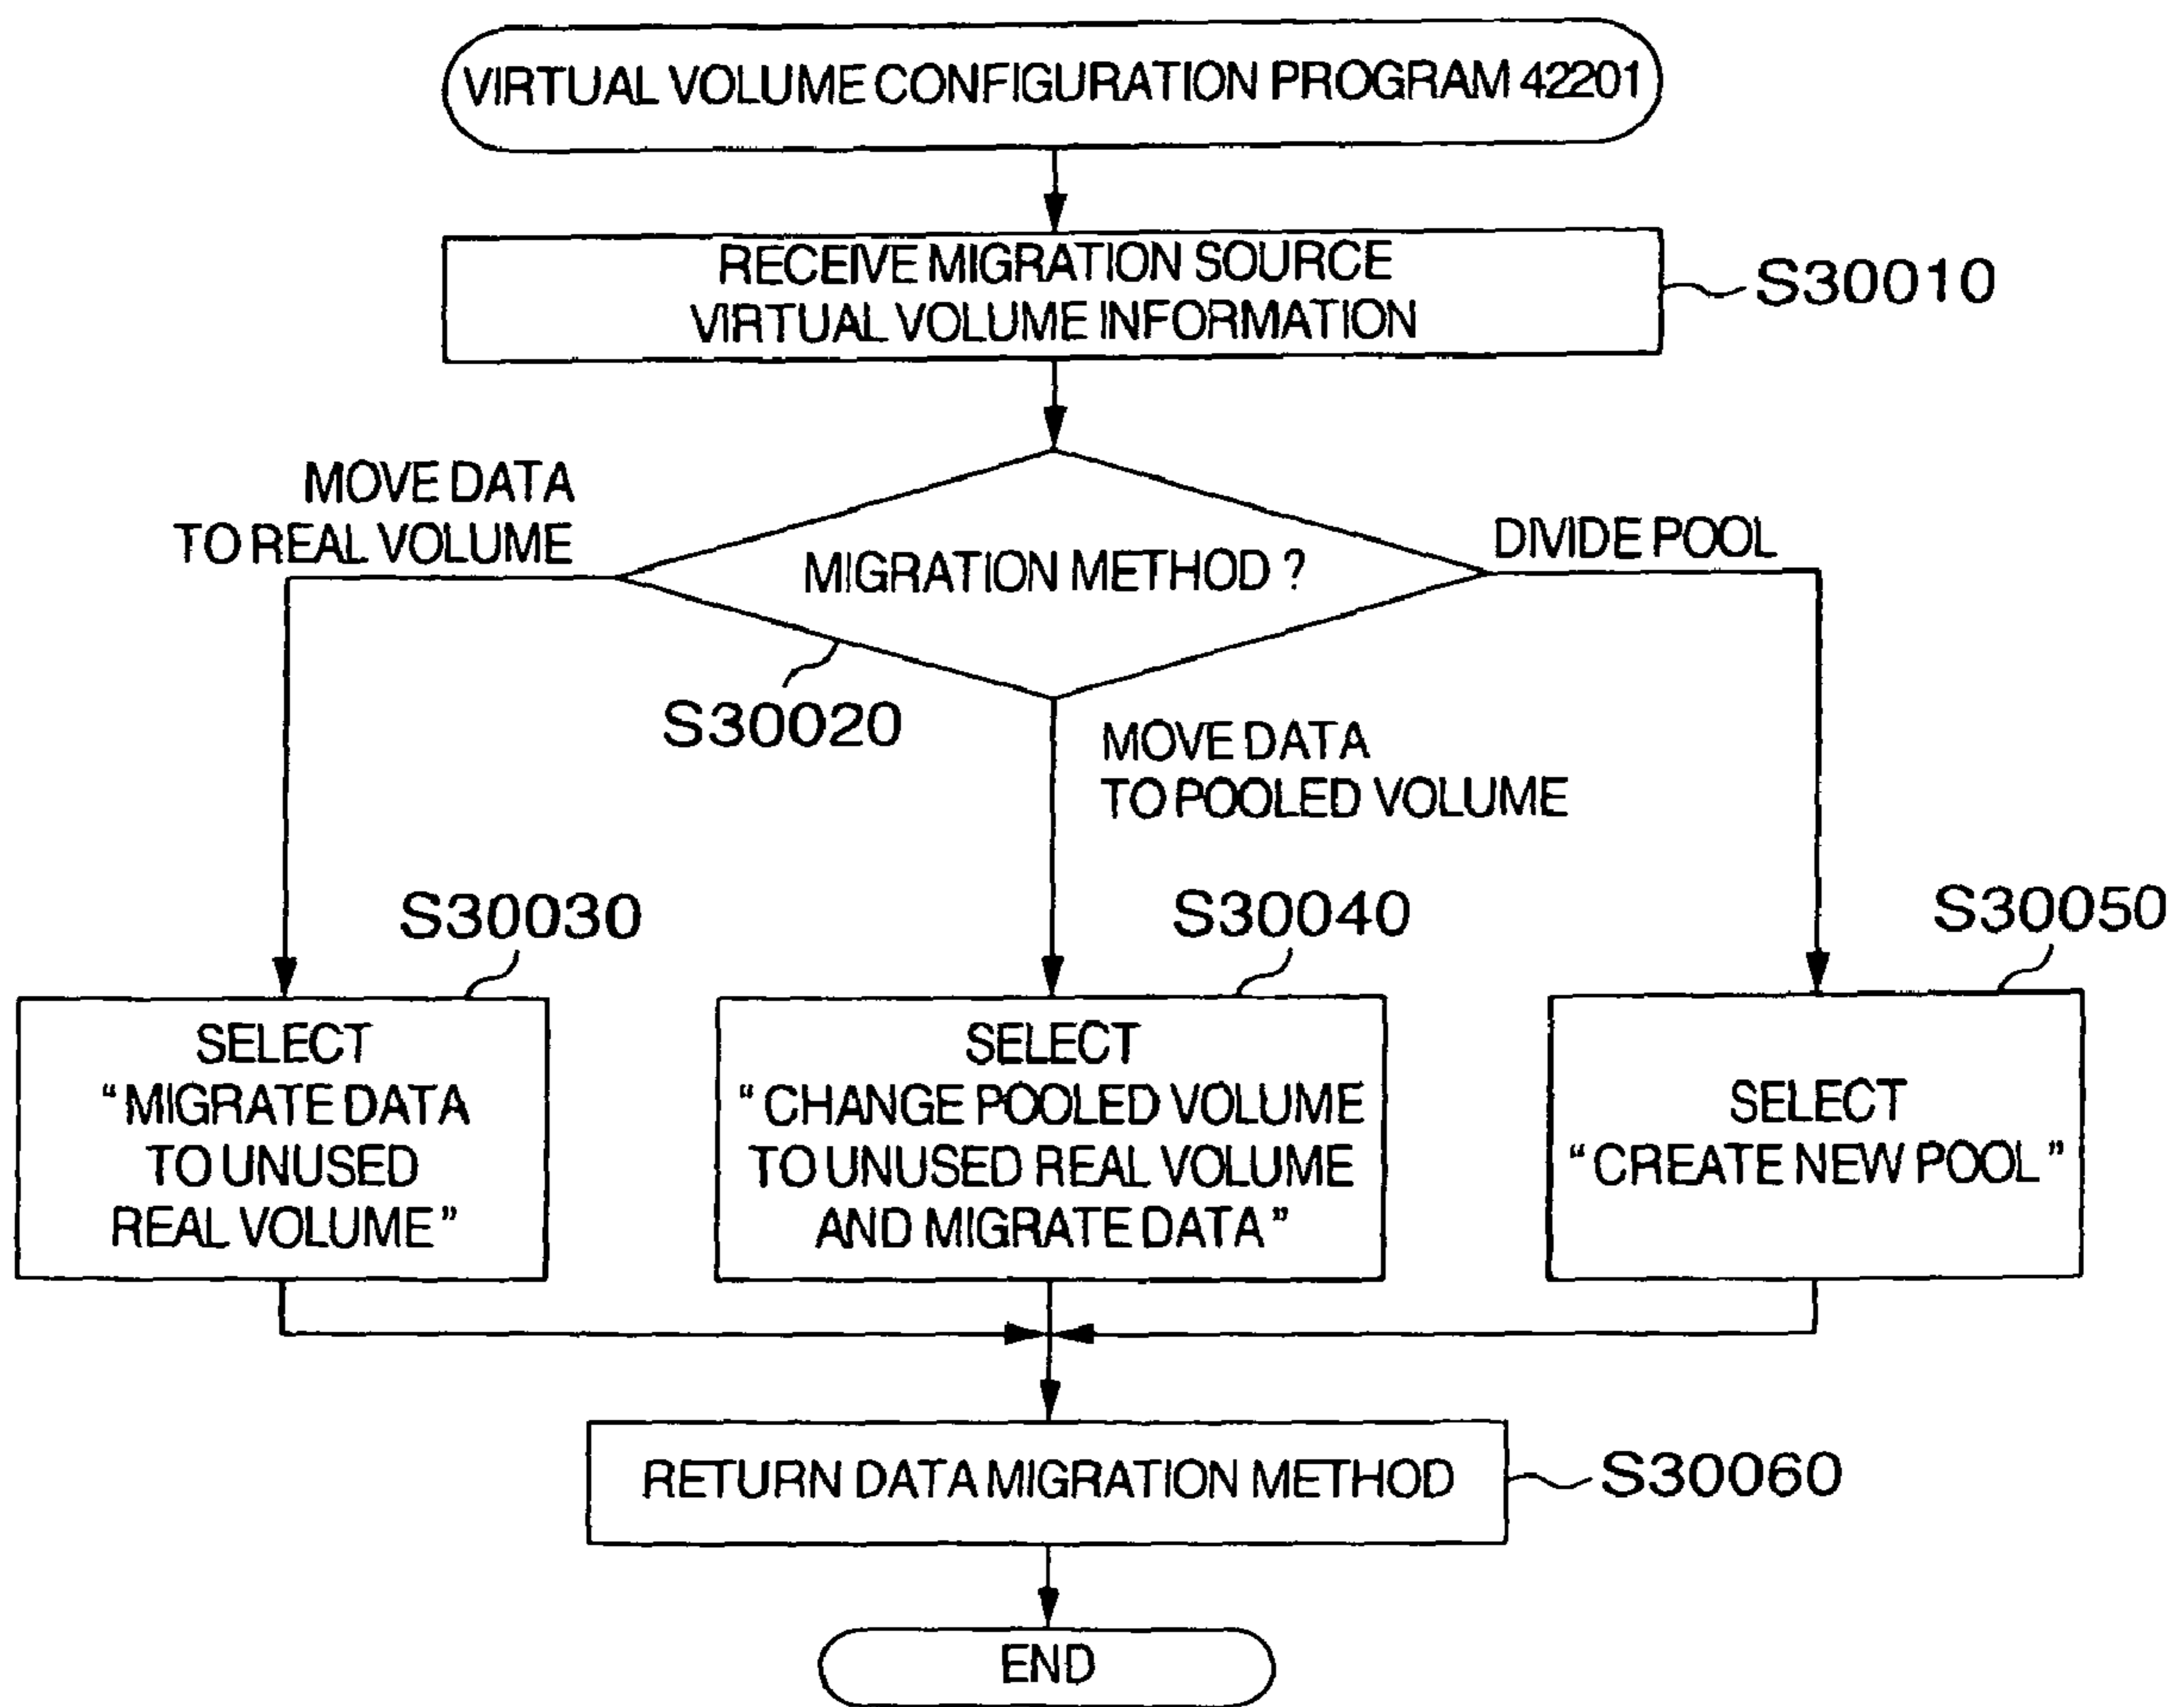 VIRTUAL VOLUME CONFIGURATION PROGRAM 42201
RECEIVE MIGRATION SOURCE
VIRTUAL VOLUME INFORMATION
S30010
MOVE DATA
TO REAL VOLUME
MIGRATION METHOD ?
DIVIDE POOL
S30020
MOVE DATA
TO POOLED VOLUME
S30030
S30040
S30050
SELECT
“MIGRATE DATA
TO UNUSED
REAL VOLUME”
SELECT
“CHANGE POOLED VOLUME
TO UNUSED REAL VOLUME
AND MIGRATE DATA”
SELECT
“CREATE NEW POOL”
RETURN DATA MIGRATION METHOD
S30060
END